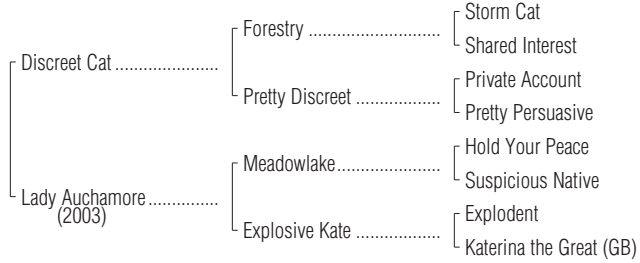 Storm Cat
Forestry ........................................
Shared Interest
Discreet Cat ........................
Private Account
Pretty Discreet ....................
Pretty Persuasive
Hold Your Peace
Meadowlake........................
Suspicious Native
Lady Auchamore................
(2003)
Explodent
Explosive Kate ....................
Katerina the Great (GB)